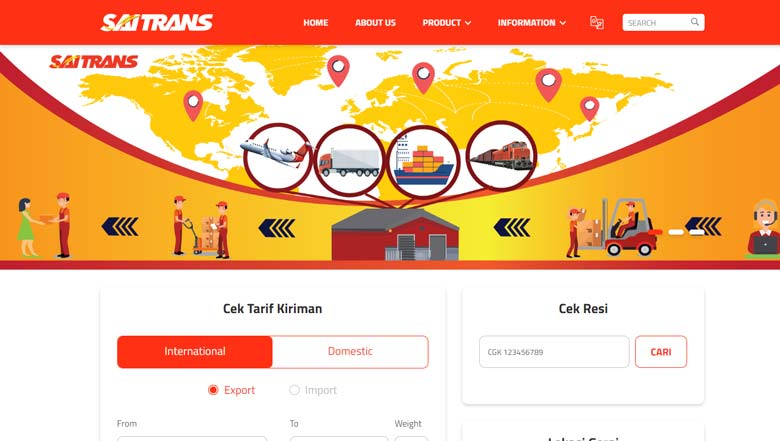 SAITRANS
HOME ABOUT US PRODUCT INFORMATION SEARCH
SAITRANS
Cek Tarif Kiriman
International Domestic
Export Import
From To Weight
Cek Resi
CGK 123456789 CARI